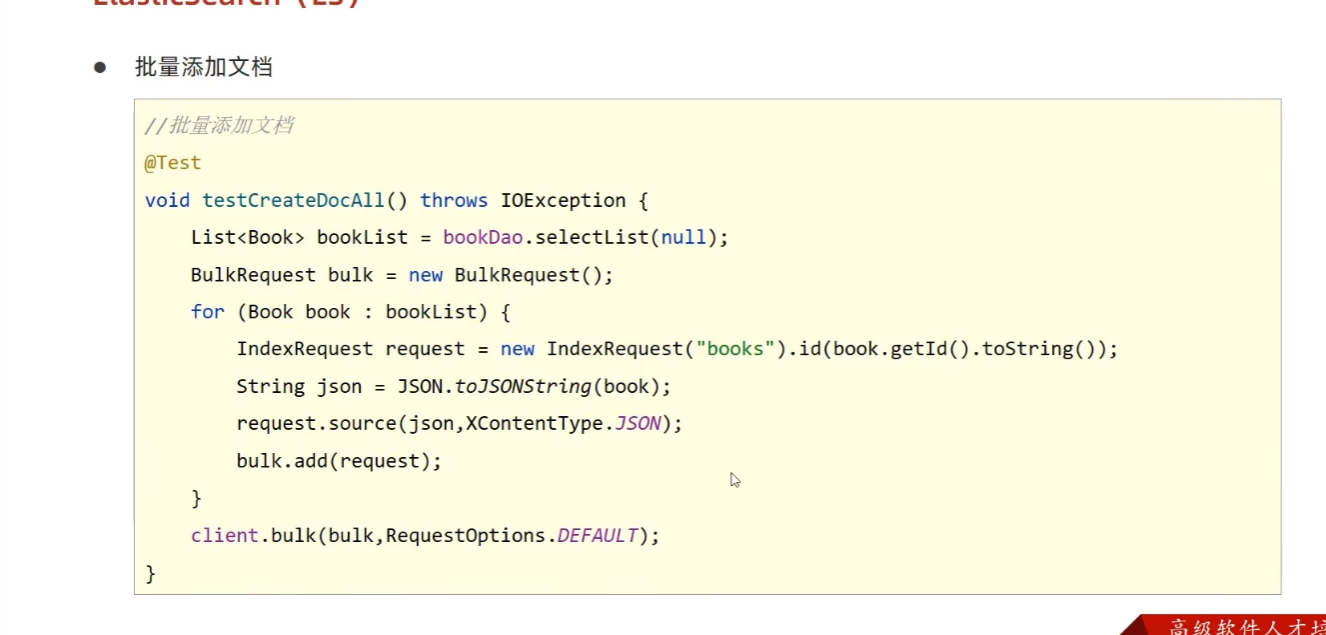 ElasticSearch（ES）
● 批量添加文档
//批量添加文档
@Test
void testCreateDocAll() throws IOException {
    List<Book> bookList = bookDao.selectList(null);
    BulkRequest bulk = new BulkRequest();
    for (Book book : bookList) {
        IndexRequest request = new IndexRequest("books").id(book.getId().toString());
        String json = JSON.toJSONString(book);
        request.source(json,XContentType.JSON);
        bulk.add(request);
    }
    client.bulk(bulk,RequestOptions.DEFAULT);
}
高级软件人才培